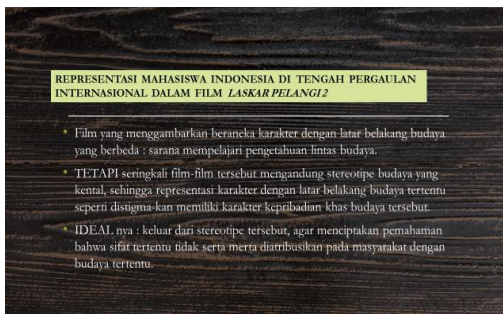 REPRESENTASI MAHASISWA INDONESIA DI TENGAH PERGAULAN
INTERNASIONAL DALAM FILM LASKAR PELANGI 2
• Film yang menggambarkan beraneka karakter dengan latar belakang budaya
yang berbeda : sarana mempelajari pengetahuan lintas budaya.
• TETAPI seringkali film-film tersebut mengandung stereotipe budaya yang
kental, sehingga representasi karakter dengan latar belakang budaya tertentu
seperti distigma-kan memiliki karakter kepribadian khas budaya tersebut.
• IDEAL nya : keluar dari stereotipe tersebut, agar menciptakan pemahaman
bahwa sifat tertentu tidak serta merta diatribusikan pada masyarakat dengan
budaya tertentu.